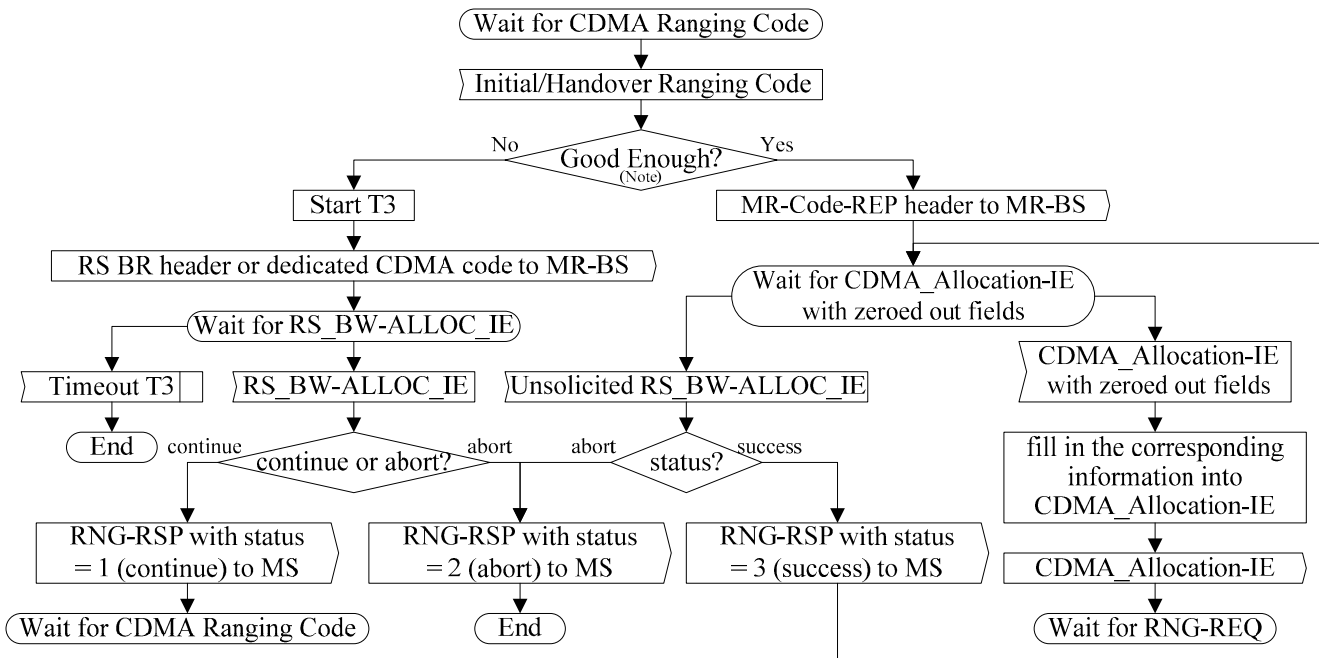 Wait for CDMA Ranging Code
Initial/Handover Ranging Code
No
Yes
Good Enough?
(Note)
Start T3
MR-Code-REP header to MR-BS
RS BR header or dedicated CDMA code to MR-BS
Wait for CDMA_Allocation-IE
with zeroed out fields
Wait for RS_BW-ALLOC_IE
Timeout T3
RS_BW-ALLOC_IE
Unsolicited RS_BW-ALLOC_IE
CDMA_Allocation-IE
with zeroed out fields
End
continue
continue or abort?
abort
abort
status?
success
fill in the corresponding
information into
CDMA_Allocation-IE
RNG-RSP with status
= 1 (continue) to MS
RNG-RSP with status
= 2 (abort) to MS
RNG-RSP with status
= 3 (success) to MS
CDMA_Allocation-IE
Wait for CDMA Ranging Code
End
Wait for RNG-REQ